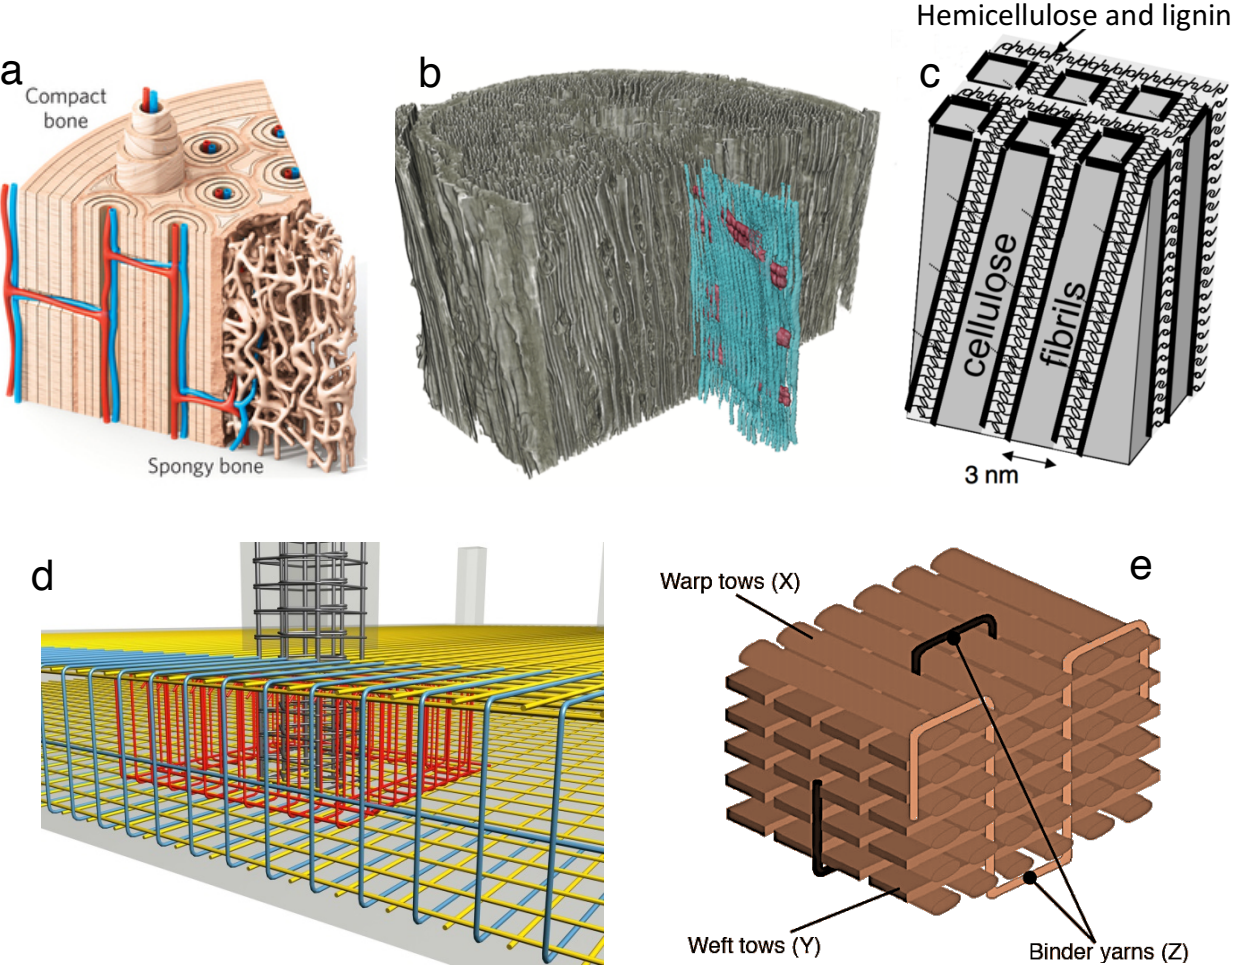 Hemicellulose and lignin
a
Compact
bone
b
c
cellulose
fibrils
Spongy bone
3 nm
d
e
Warp tows (X)
Weft tows (Y)
Binder yarns (Z)